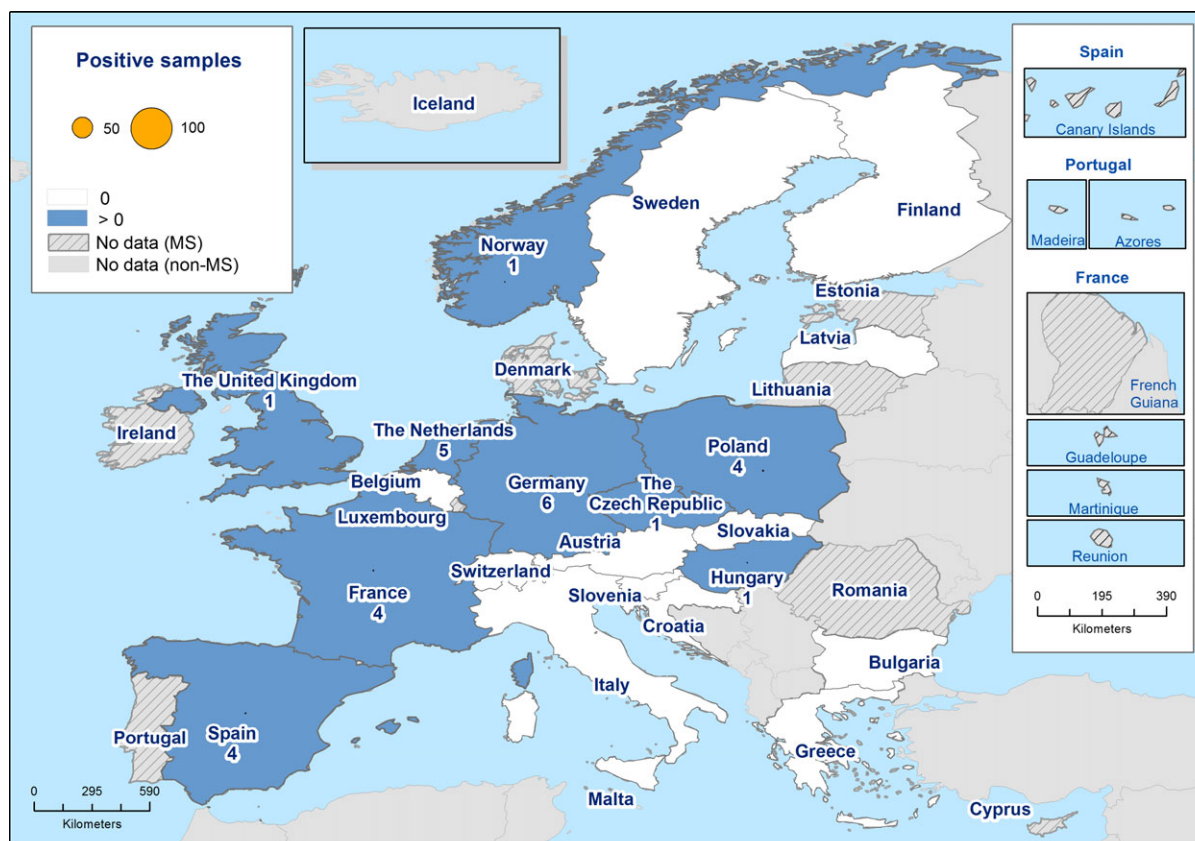 Positive samples
50
100
0
> 0
No data (MS)
No data (non-MS)
Iceland
Sweden
Finland
Norway
1
Estonia
Latvia
Lithuania
Denmark
The United Kingdom
1
Ireland
The Netherlands
5
Belgium
Luxembourg
Germany
6
Poland
4
The
Czech Republic
1
Slovakia
Austria
Switzerland
Hungary
1
Slovenia
Croatia
Romania
France
4
Italy
Bulgaria
Portugal
Spain
4
Greece
Malta
Cyprus
0 295 590
Kilometers
Spain
Canary Islands
Portugal
Madeira
Azores
France
French
Guiana
Guadeloupe
Martinique
Reunion
0 195 390
Kilometers